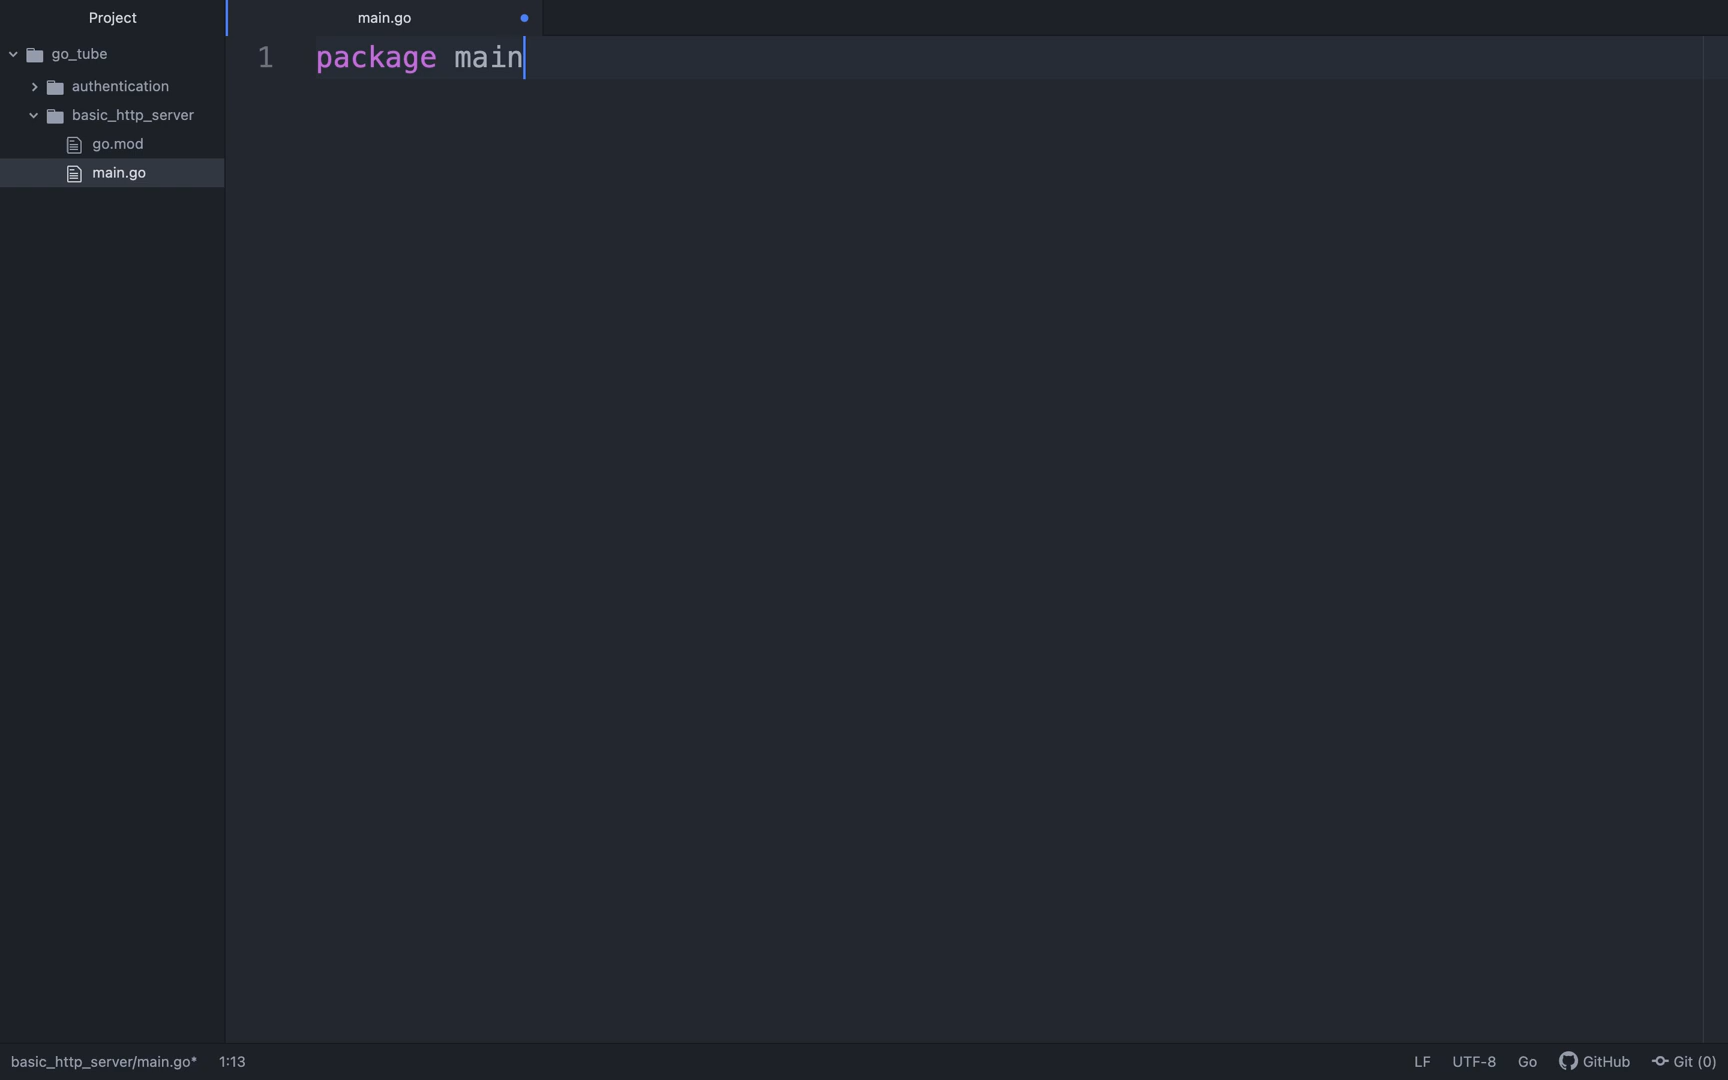 Project
main.go
go_tube
authentication
basic_http_server
go.mod
main.go
1 package main
basic_http_server/main.go* 1:13 LF UTF-8 Go GitHub Git (0)